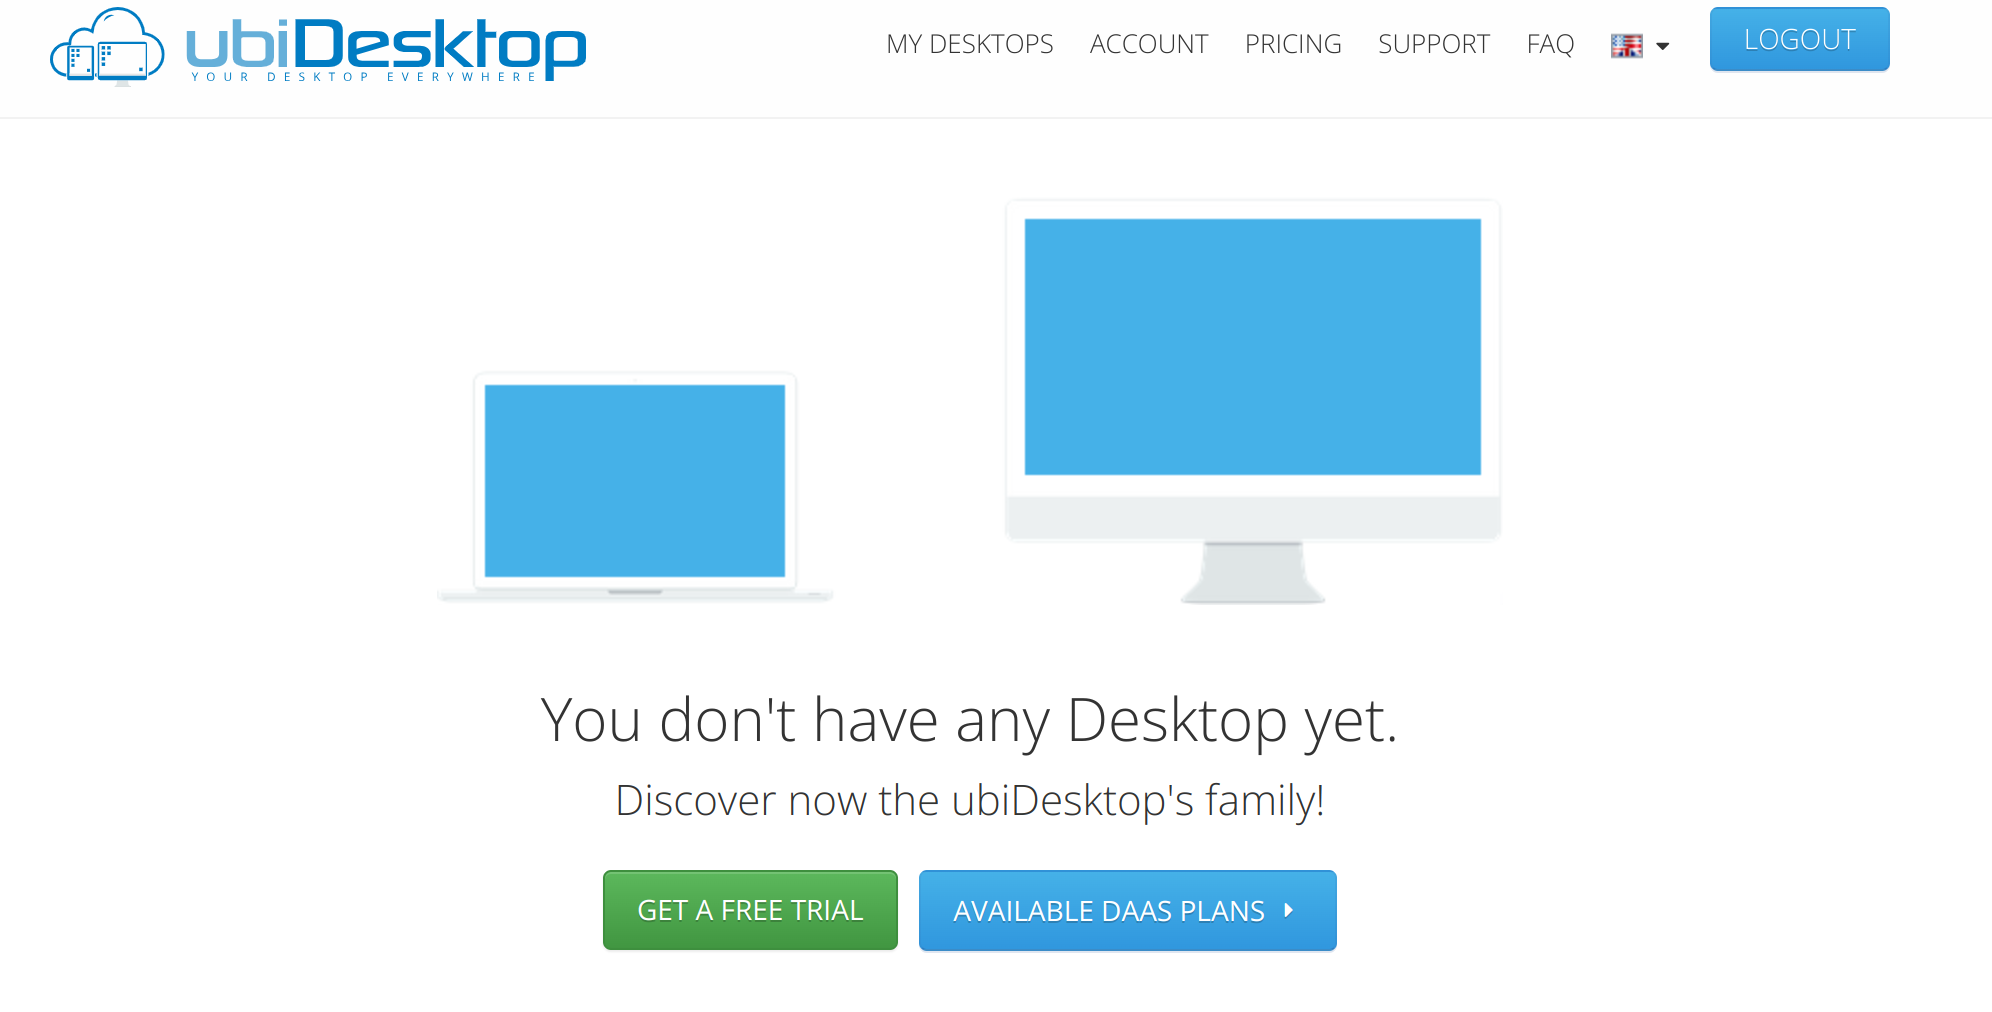 ubiDesktop
YOUR DESKTOP EVERYWHERE
MY DESKTOPS ACCOUNT PRICING SUPPORT FAQ LOGOUT
You don't have any Desktop yet.
Discover now the ubiDesktop's family!
GET A FREE TRIAL AVAILABLE DAAS PLANS